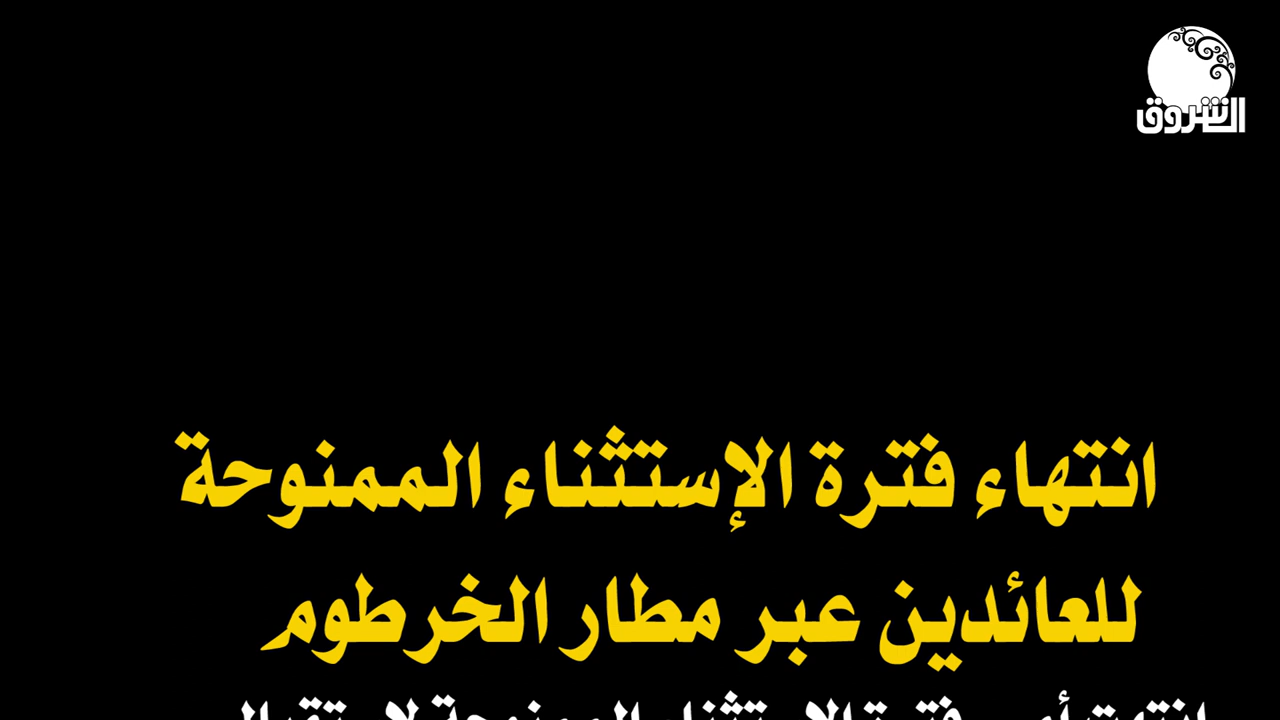 الشروق
انتهاء فترة الإستثناء الممنوحة
للعائدين عبر مطار الخرطوم